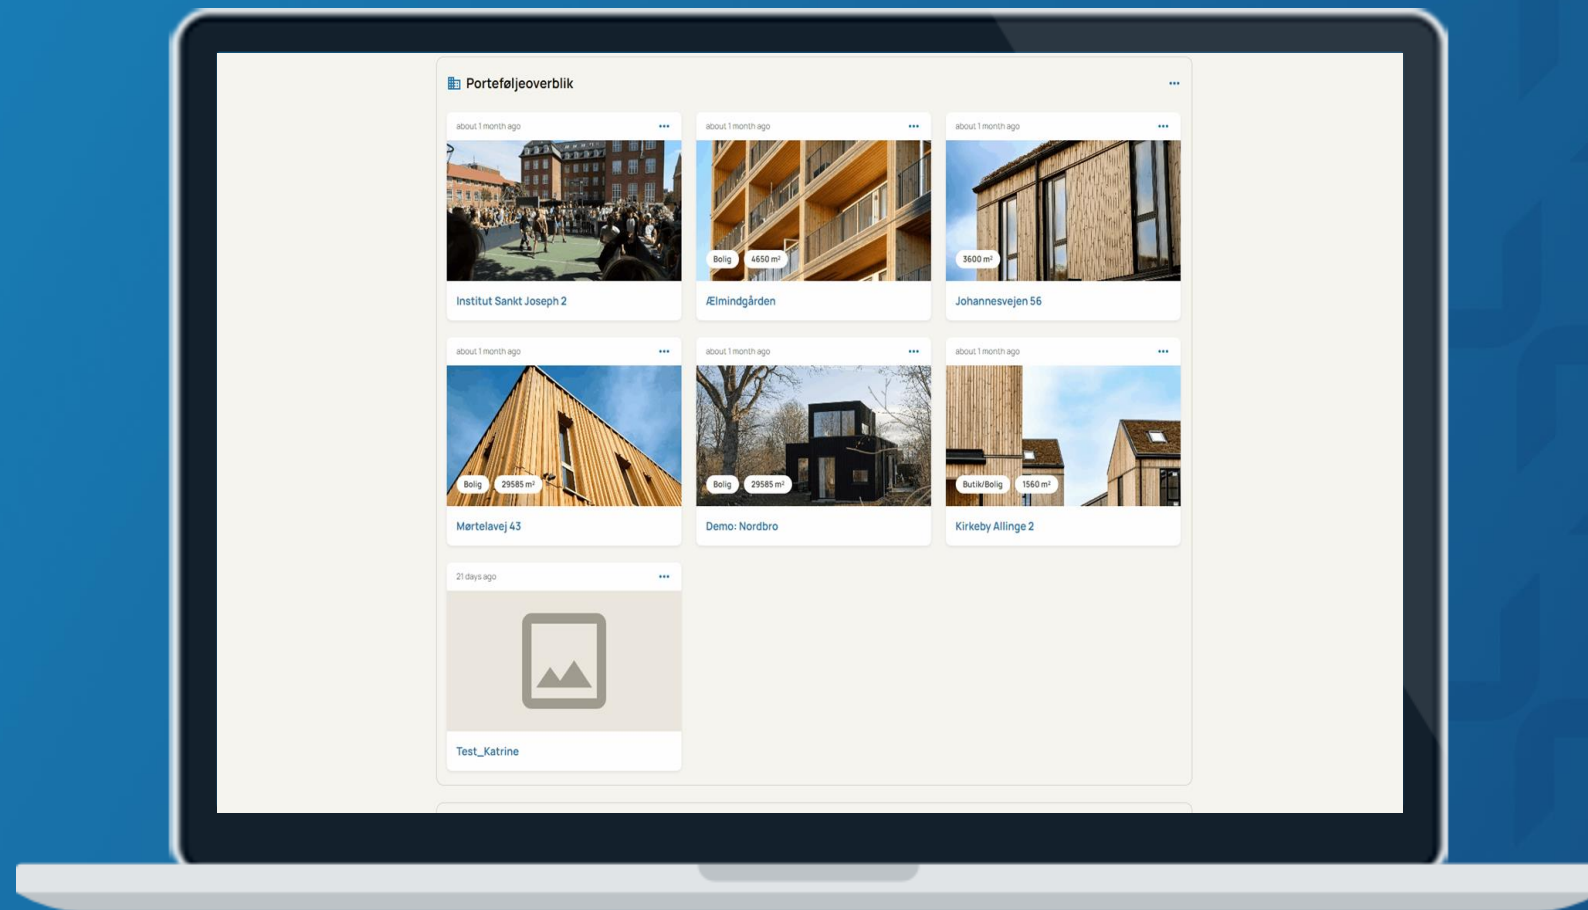 Porteføljeoverblik
about 1 month ago
about 1 month ago
about 1 month ago
Bolig 4650 m²
3600 m²
Institut Sankt Joseph 2
Ælmindgården
Johannesvejen 56
about 1 month ago
about 1 month ago
about 1 month ago
Bolig 29585 m²
Bolig 29585 m²
Butik/Bolig 1560 m²
Mørtelavej 43
Demo: Nordbro
Kirkeby Allinge 2
21 days ago
Test_Katrine